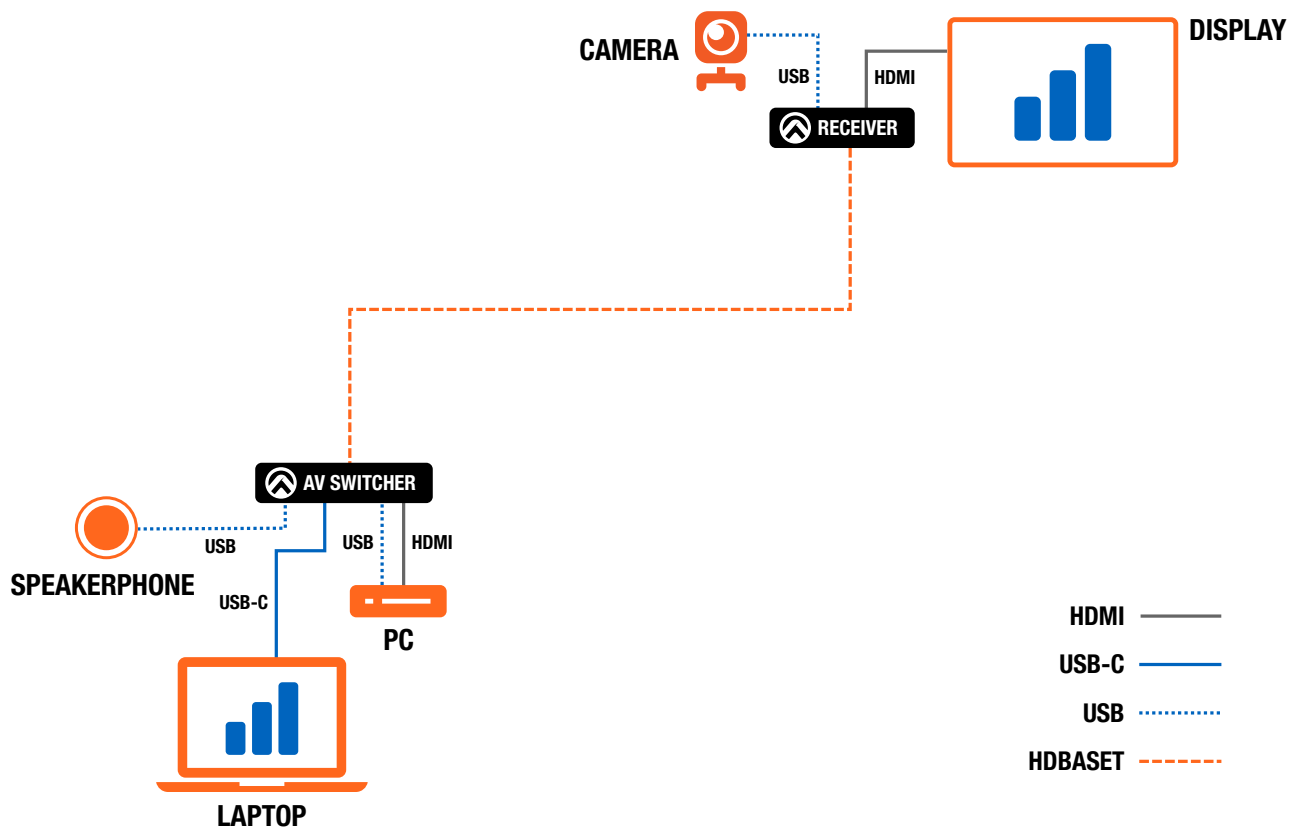 DISPLAY
CAMERA
USB
HDMI
RECEIVER
AV SWITCHER
USB
USB
HDMI
SPEAKERPHONE
USB-C
PC
LAPTOP
HDMI
USB-C
USB
HDBASET